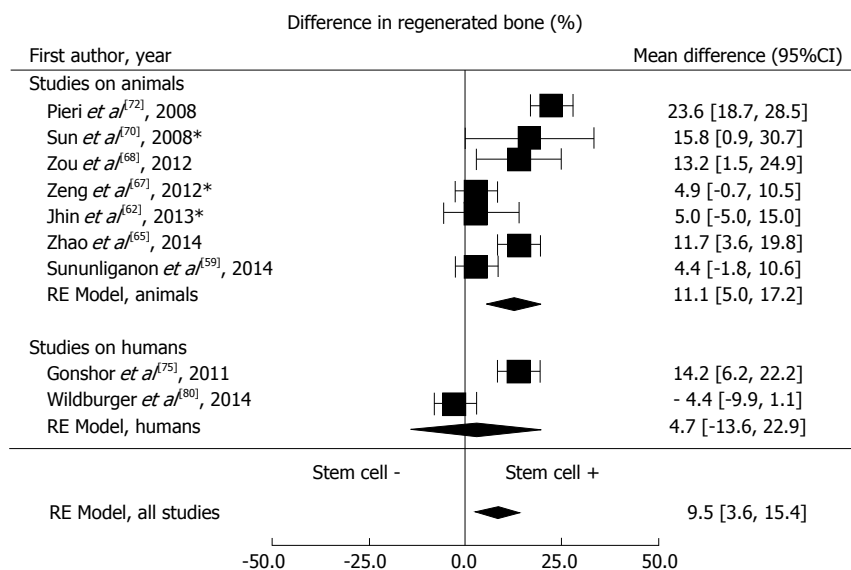 Difference in regenerated bone (%)
First author, year Mean difference (95%CI)
Studies on animals
Pieri et al[72], 2008 23.6 [18.7, 28.5]
Sun et al[70], 2008* 15.8 [0.9, 30.7]
Zou et al[68], 2012 13.2 [1.5, 24.9]
Zeng et al[67], 2012* 4.9 [-0.7, 10.5]
Jhin et al[62], 2013* 5.0 [-5.0, 15.0]
Zhao et al[65], 2014 11.7 [3.6, 19.8]
Sununliganon et al[59], 2014 4.4 [-1.8, 10.6]
RE Model, animals 11.1 [5.0, 17.2]
Studies on humans
Gonshor et al[75], 2011 14.2 [6.2, 22.2]
Wildburger et al[80], 2014 - 4.4 [-9.9, 1.1]
RE Model, humans 4.7 [-13.6, 22.9]
Stem cell - Stem cell +
RE Model, all studies 9.5 [3.6, 15.4]
-50.0 -25.0 0.0 25.0 50.0